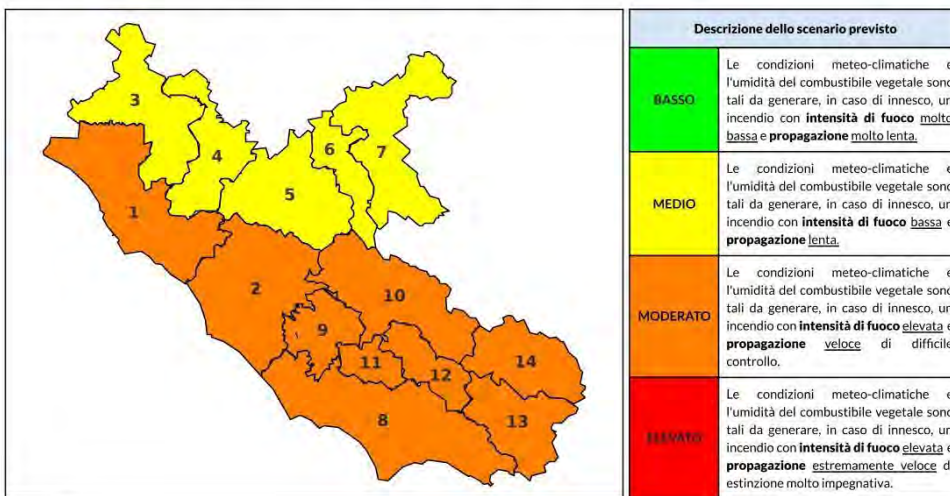 3
4
6
7
5
1
2
10
9
11
12
14
8
13
Descrizione dello scenario previsto
BASSO
Le condizioni meteo-climatiche e
l'umidità del combustibile vegetale sono
tali da generare, in caso di innesco, un
incendio con intensità di fuoco molto
bassa e propagazione molto lenta.
MEDIO
Le condizioni meteo-climatiche e
l'umidità del combustibile vegetale sono
tali da generare, in caso di innesco, un
incendio con intensità di fuoco bassa e
propagazione lenta.
MODERATO
Le condizioni meteo-climatiche e
l'umidità del combustibile vegetale sono
tali da generare, in caso di innesco, un
incendio con intensità di fuoco elevata e
propagazione veloce di difficile
controllo.
ELEVATO
Le condizioni meteo-climatiche e
l'umidità del combustibile vegetale sono
tali da generare, in caso di innesco, un
incendio con intensità di fuoco elevata e
propagazione estremamente veloce di
estinzione molto impegnativa.